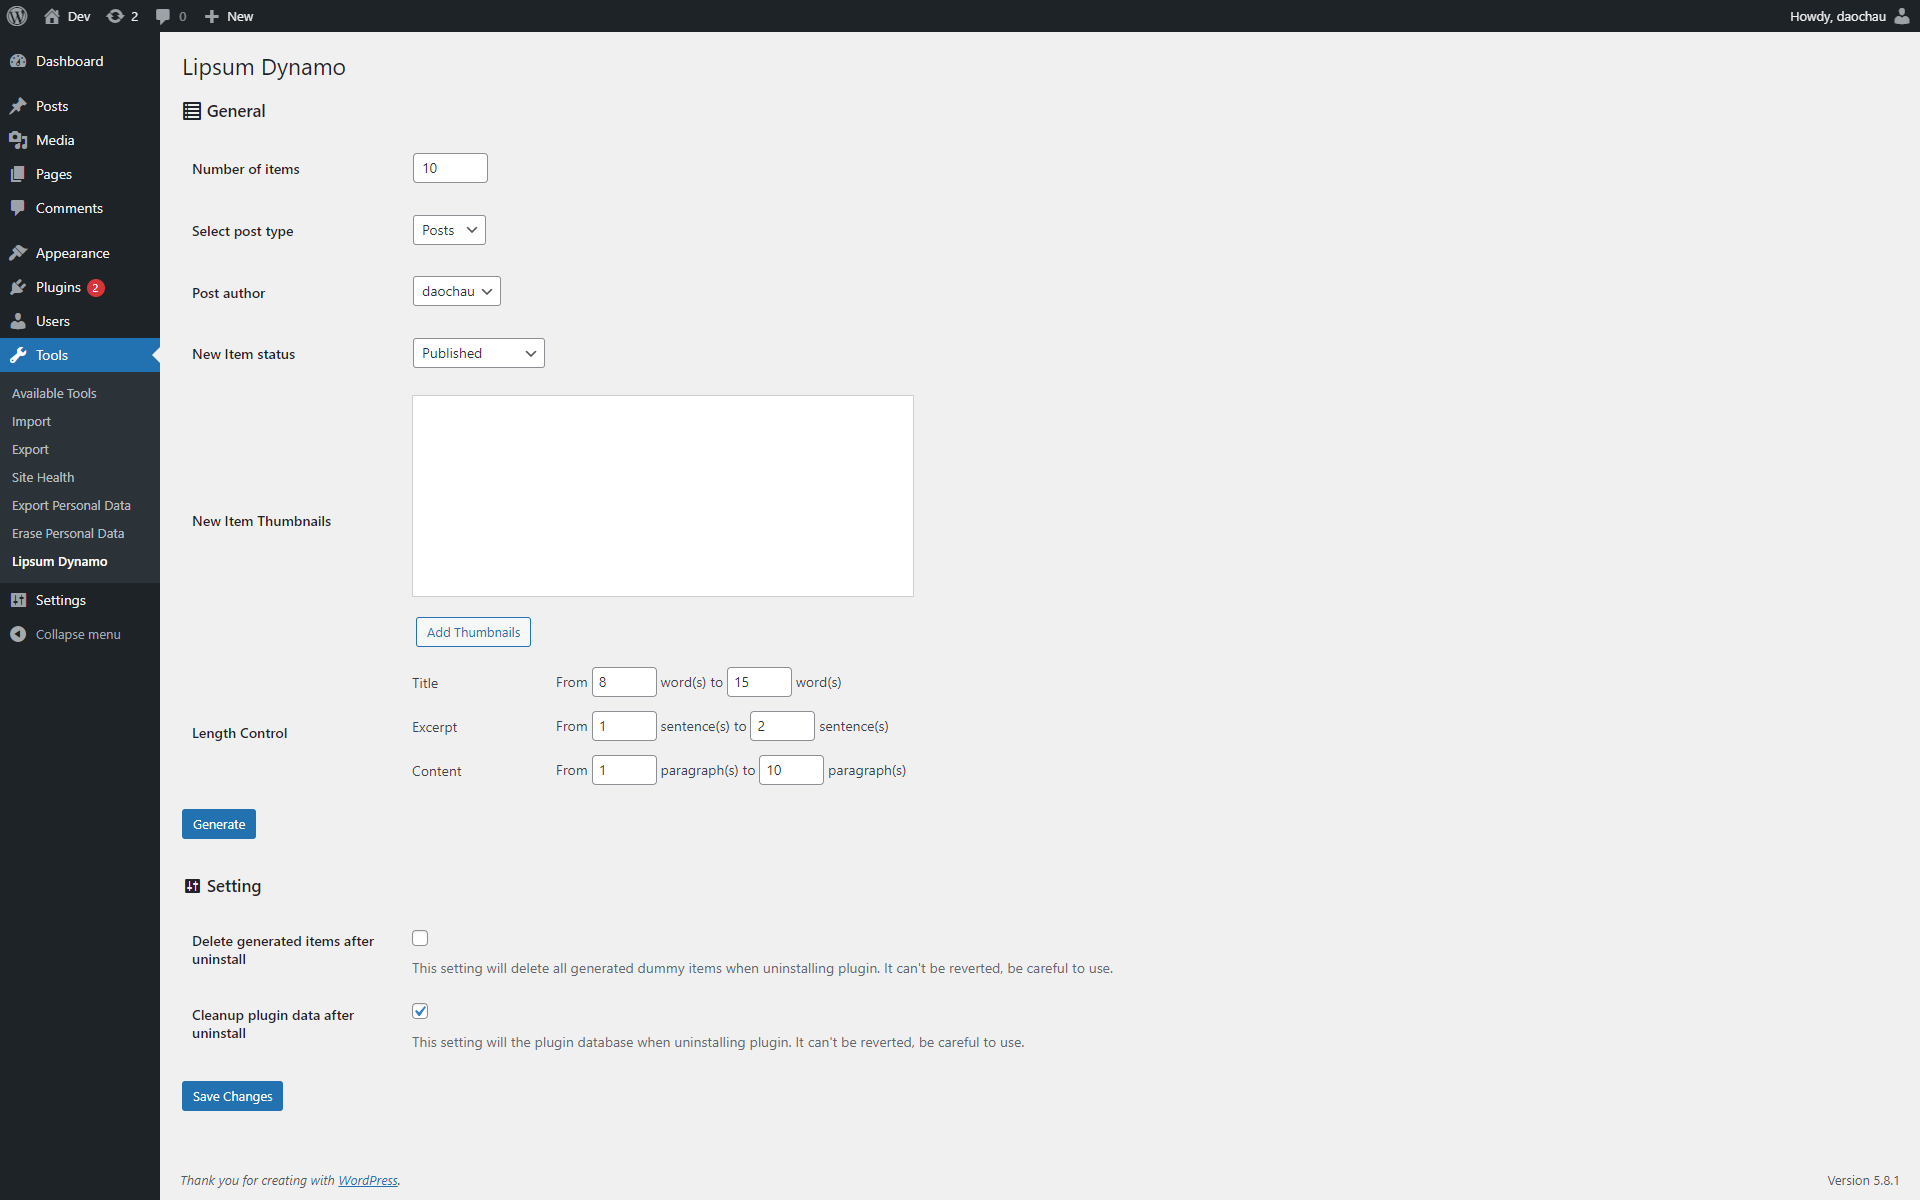 Dev 2 0 New Howdy, daochau
Dashboard
Posts
Media
Pages
Comments
Appearance
Plugins 2
Users
Tools
Available Tools
Import
Export
Site Health
Export Personal Data
Erase Personal Data
Lipsum Dynamo
Settings
Collapse menu
Lipsum Dynamo
General
Number of items 10
Select post type Posts
Post author daochau
New Item status Published
New Item Thumbnails
Add Thumbnails
Length Control
Title From 8 word(s) to 15 word(s)
Excerpt From 1 sentence(s) to 2 sentence(s)
Content From 1 paragraph(s) to 10 paragraph(s)
Generate
Setting
Delete generated items after
uninstall
This setting will delete all generated dummy items when uninstalling plugin. It can't be reverted, be careful to use.
Cleanup plugin data after
uninstall
This setting will the plugin database when uninstalling plugin. It can't be reverted, be careful to use.
Save Changes
Thank you for creating with WordPress. Version 5.8.1